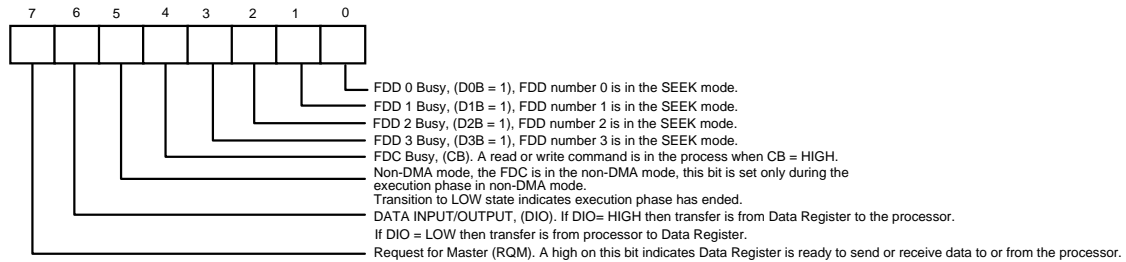 7 6 5 4 3 2 1 0
FDD 0 Busy, (D0B = 1), FDD number 0 is in the SEEK mode.
FDD 1 Busy, (D1B = 1), FDD number 1 is in the SEEK mode.
FDD 2 Busy, (D2B = 1), FDD number 2 is in the SEEK mode.
FDD 3 Busy, (D3B = 1), FDD number 3 is in the SEEK mode.
FDC Busy, (CB). A read or write command is in the process when CB = HIGH.
Non-DMA mode, the FDC is in the non-DMA mode, this bit is set only during the
execution phase in non-DMA mode.
Transition to LOW state indicates execution phase has ended.
DATA INPUT/OUTPUT, (DIO). If DIO= HIGH then transfer is from Data Register to the processor.
If DIO = LOW then transfer is from processor to Data Register.
Request for Master (RQM). A high on this bit indicates Data Register is ready to send or receive data to or from the processor.